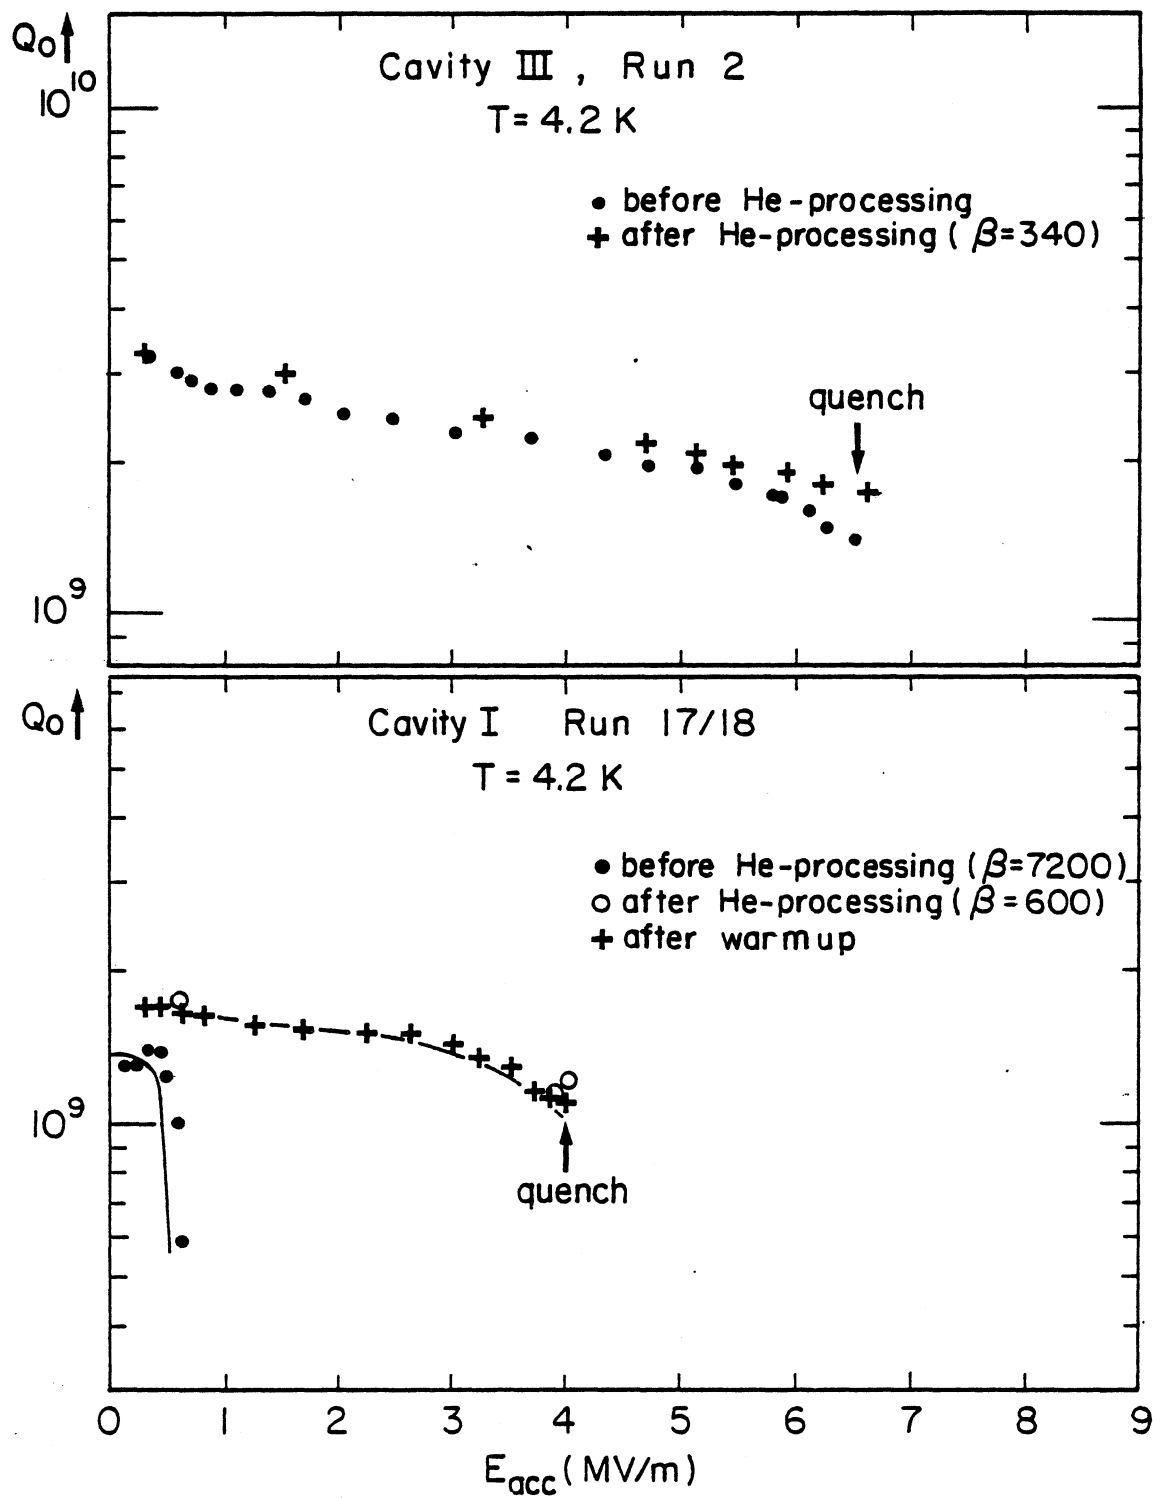 Q₀
Cavity III , Run 2
10¹⁰
T= 4.2 K
● before He-processing
+ after He-processing ( β=340)
quench
10⁹
Q₀
Cavity I Run 17/18
T = 4.2 K
● before He-processing (β=7200)
○ after He-processing (β=600)
+ after warmup
10⁹
quench
0 1 2 3 4 5 6 7 8 9
Eacc (MV/m)